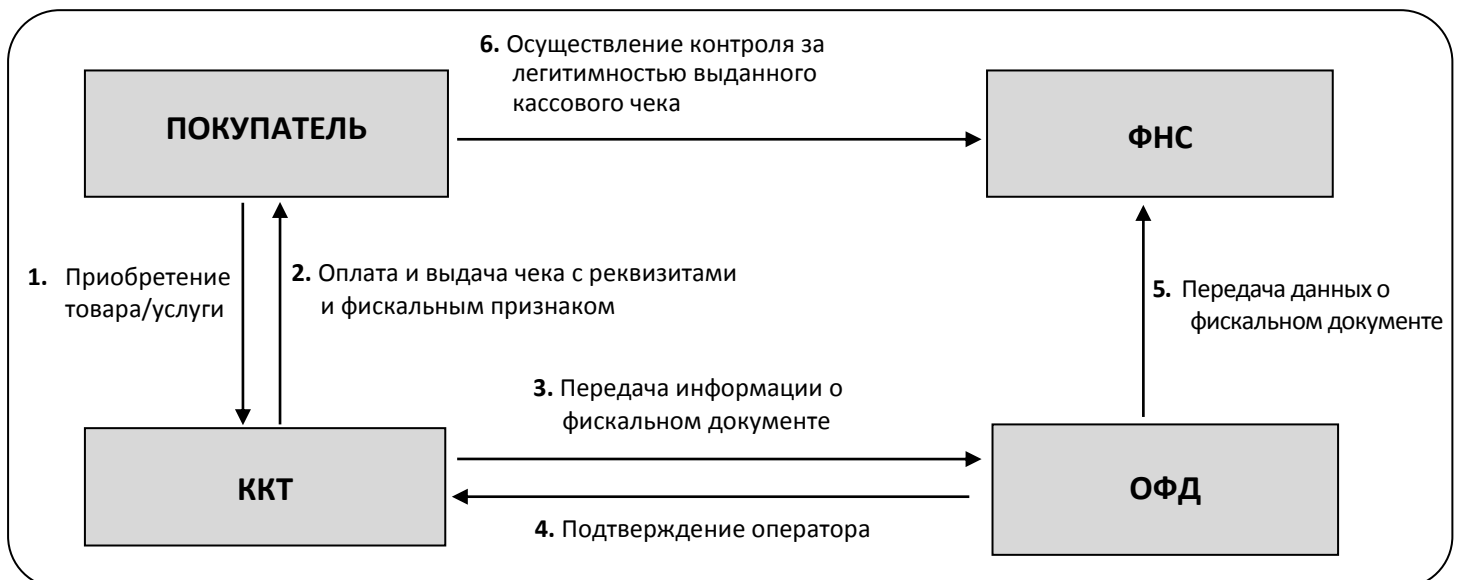 6. Осуществление контроля за
легитимностью выданного
кассового чека
ПОКУПАТЕЛЬ
ФНС
1. Приобретение
товара/услуги
2. Оплата и выдача чека с реквизитами
и фискальным признаком
5. Передача данных о
фискальном документе
3. Передача информации о
фискальном документе
ККТ
ОФД
4. Подтверждение оператора